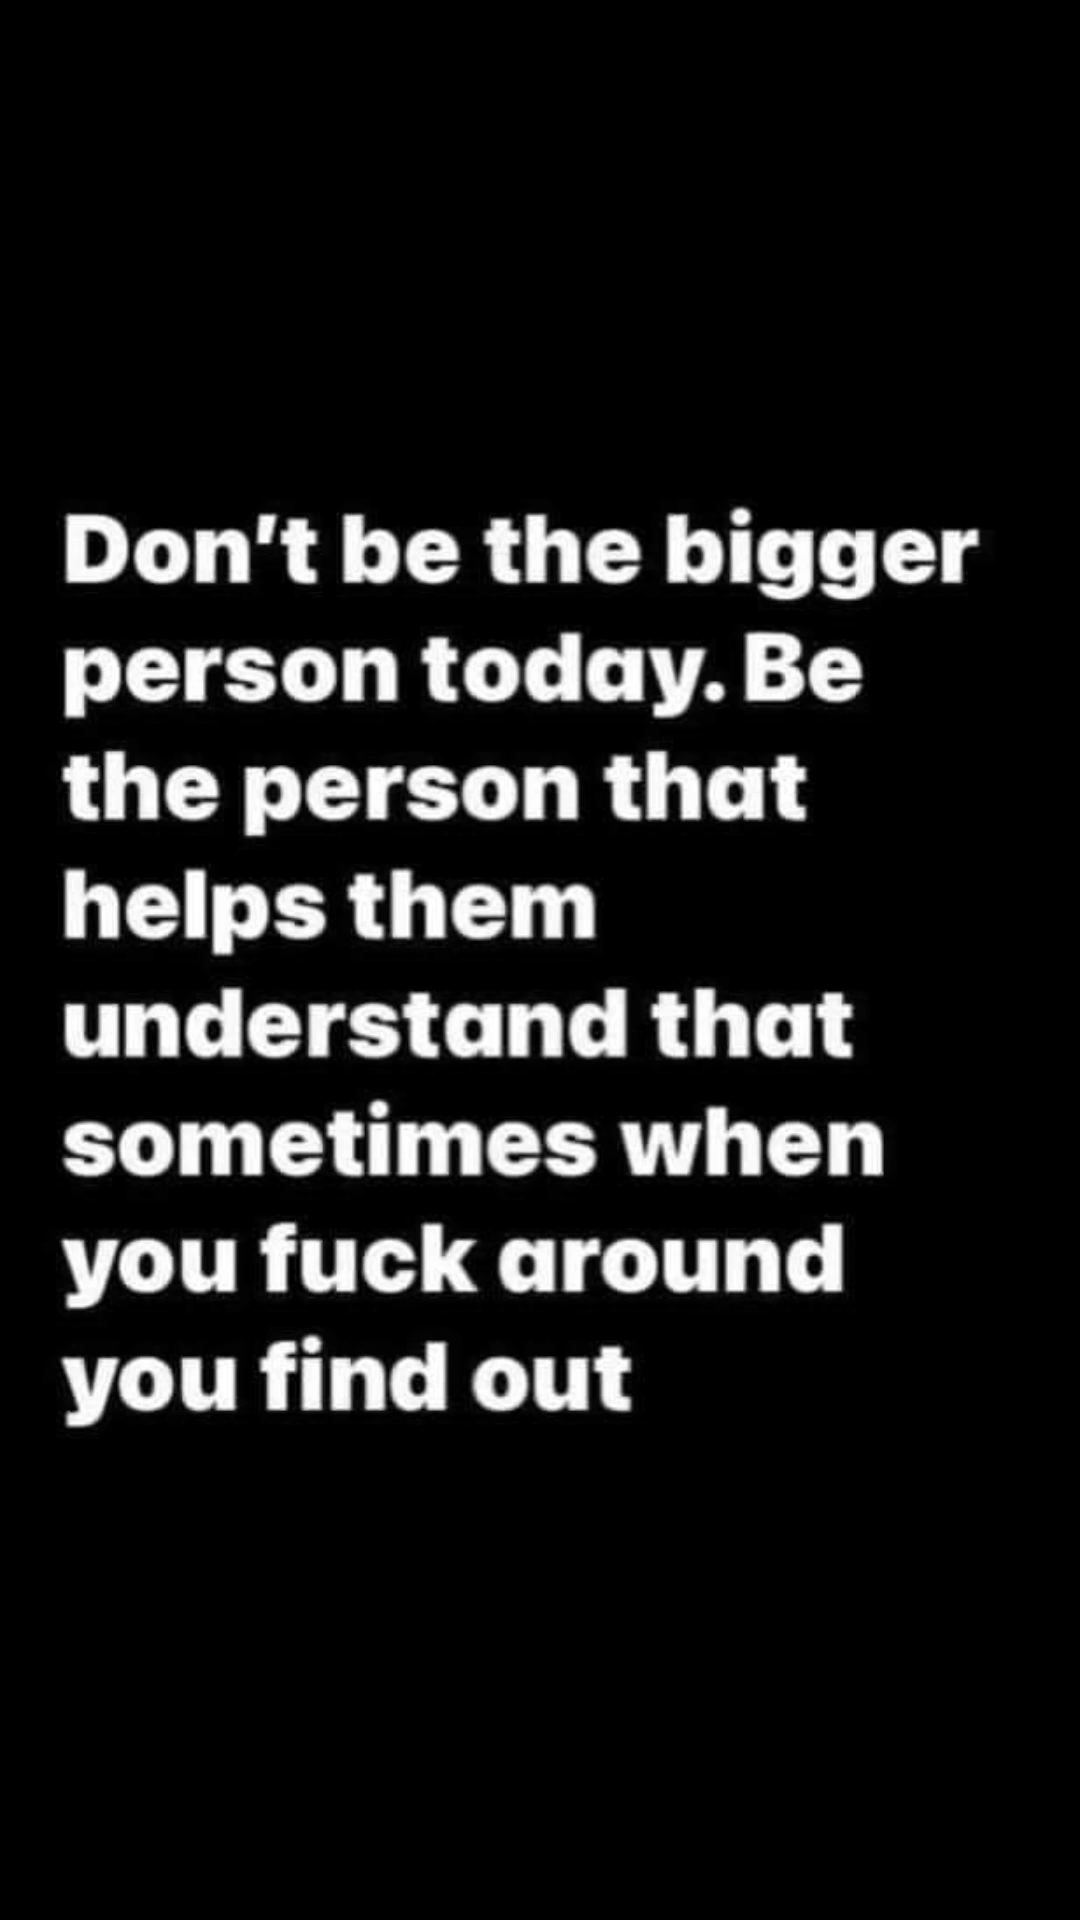 Don’t be the bigger
person today. Be
the person that
helps them
understand that
sometimes when
you fuck around
you find out